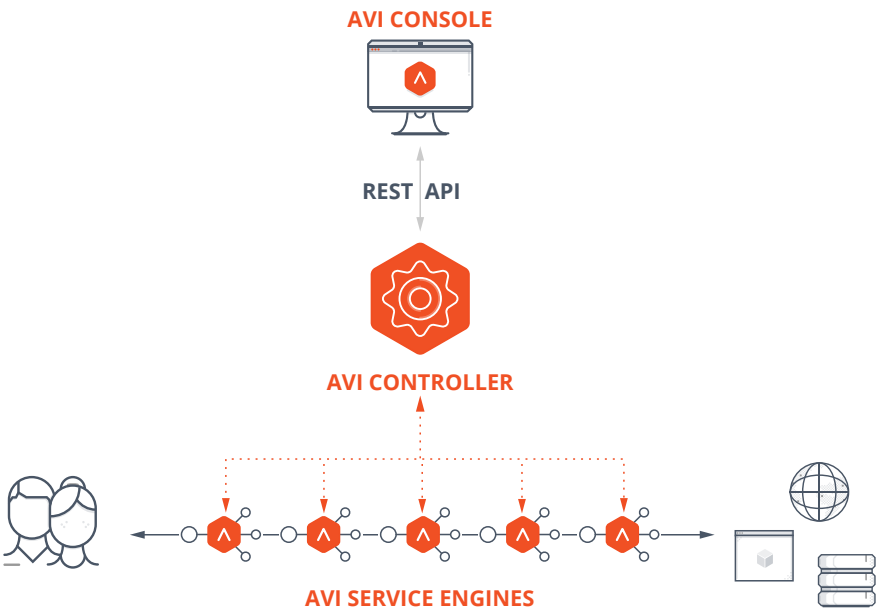 AVI CONSOLE
REST API
AVI CONTROLLER
AVI SERVICE ENGINES